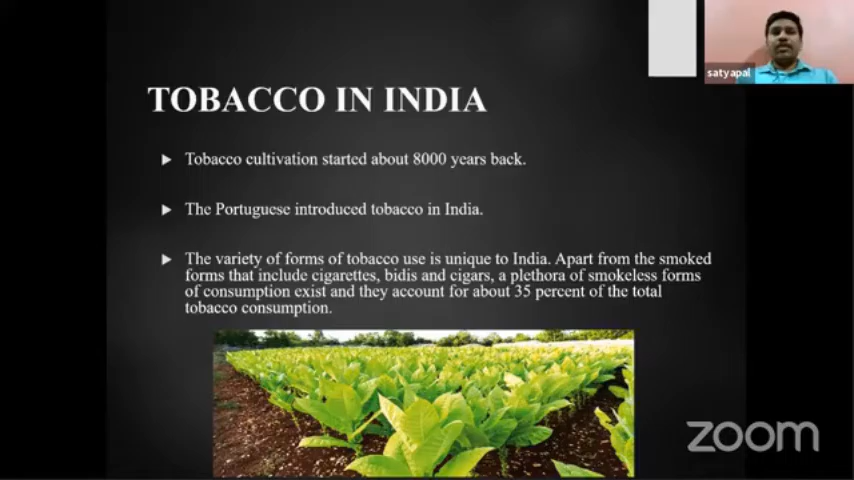 satyapal
TOBACCO IN INDIA
Tobacco cultivation started about 8000 years back.
The Portuguese introduced tobacco in India.
The variety of forms of tobacco use is unique to India. Apart from the smoked
forms that include cigarettes, bidis and cigars, a plethora of smokeless forms
of consumption exist and they account for about 35 percent of the total
tobacco consumption.
zoom